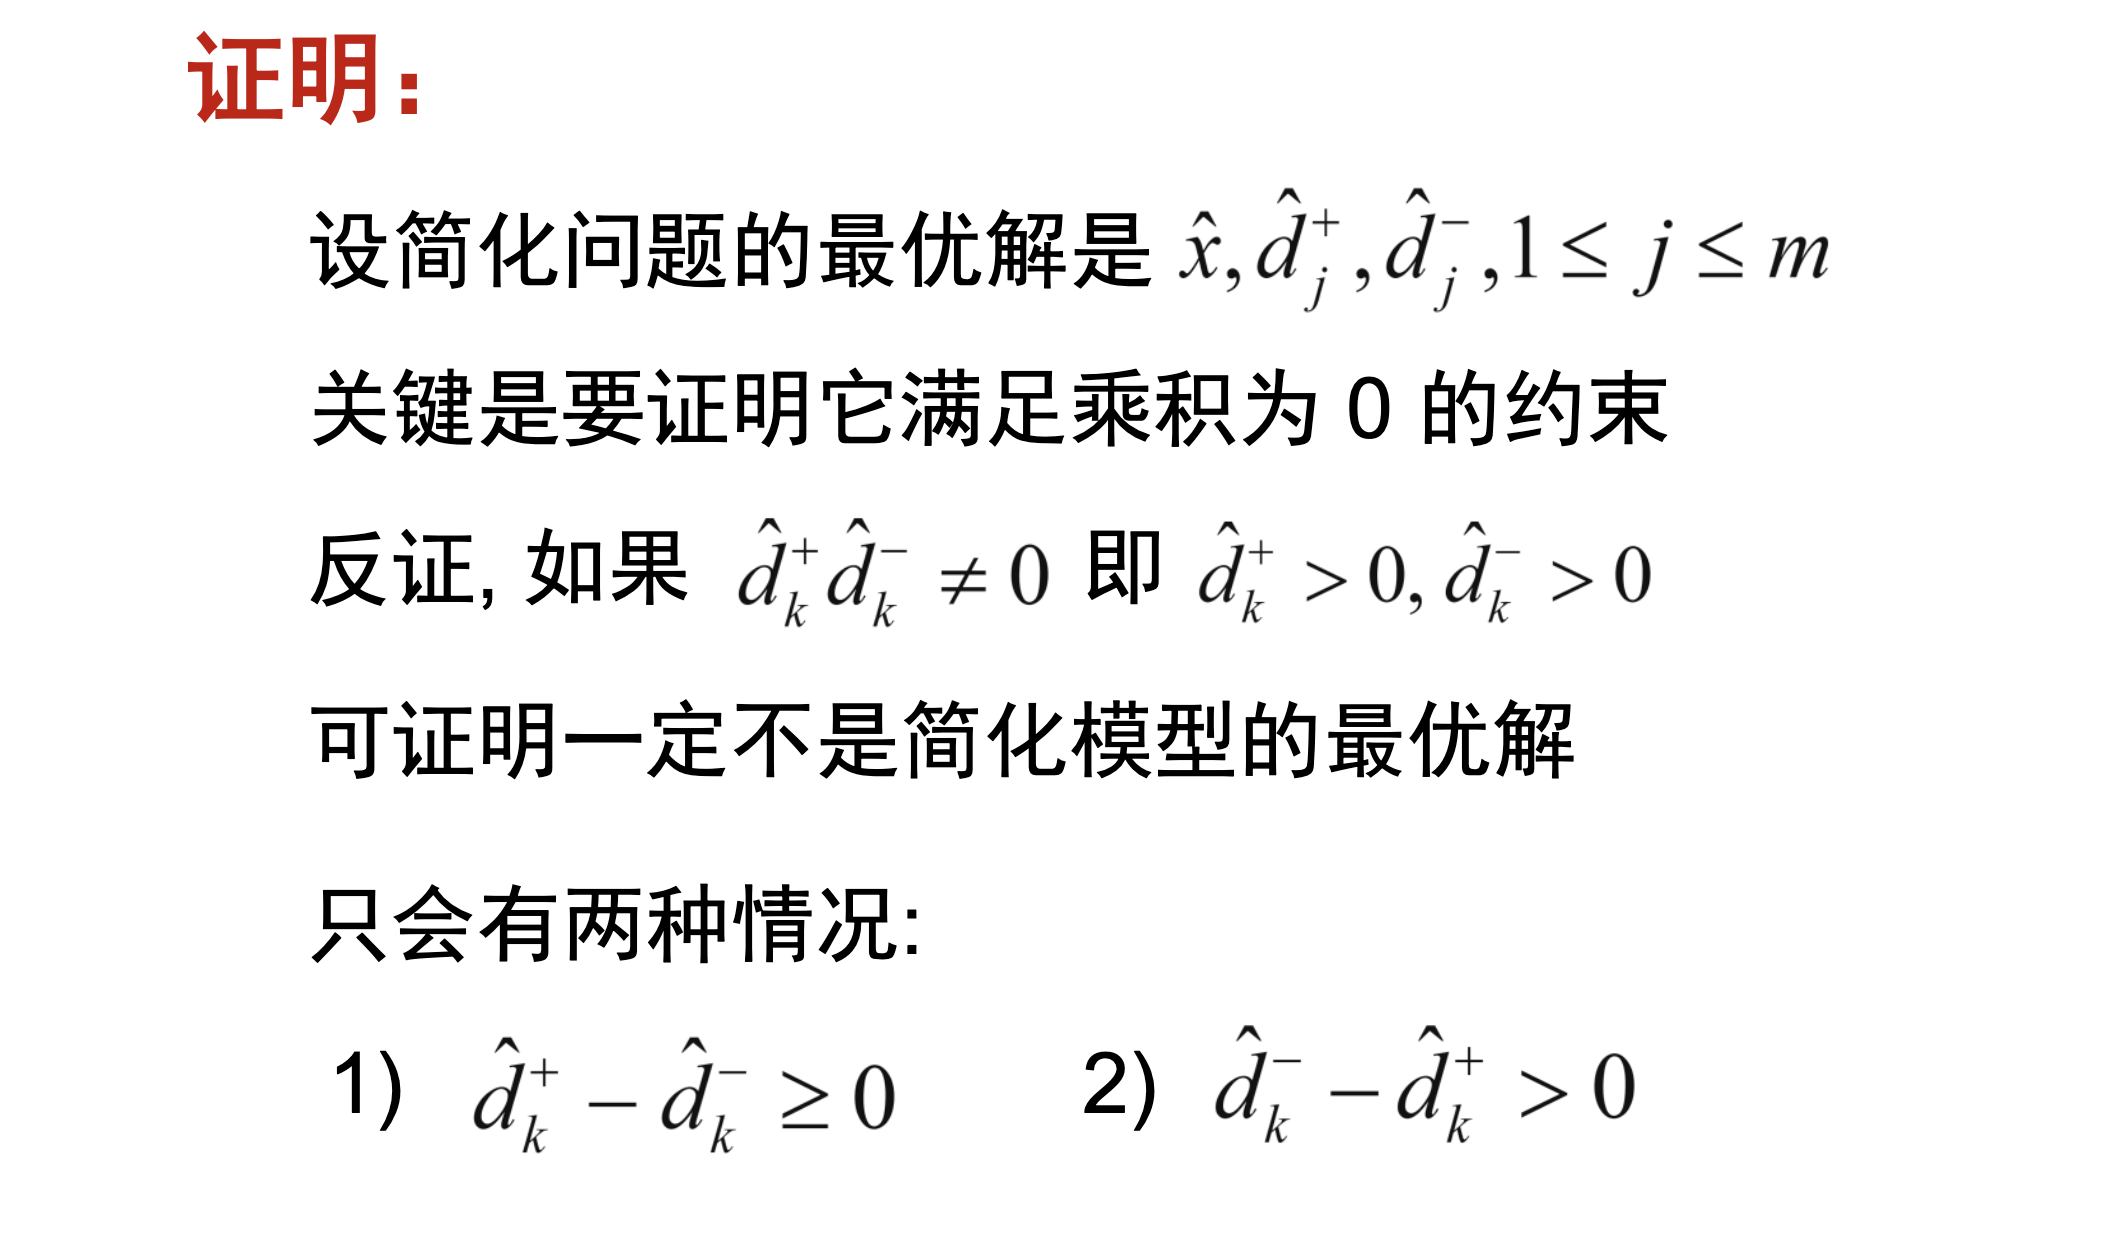 证明：
设简化问题的最优解是 $\hat{x}, \hat{d}_j^+, \hat{d}_j^-, 1 \leq j \leq m$
关键是要证明它满足乘积为 0 的约束
反证, 如果 $\hat{d}_k^+ \hat{d}_k^- \neq 0$ 即 $\hat{d}_k^+ > 0, \hat{d}_k^- > 0$
可证明一定不是简化模型的最优解
只会有两种情况:
1) $\hat{d}_k^+ - \hat{d}_k^- \geq 0$ 2) $\hat{d}_k^- - \hat{d}_k^+ > 0$